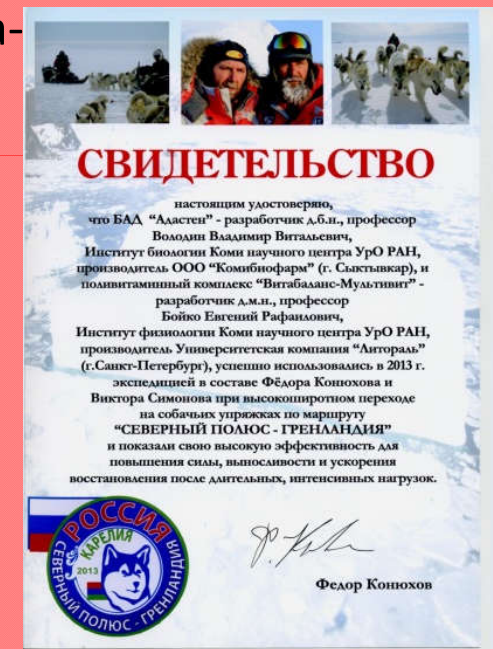 СВИДЕТЕЛЬСТВО
настоящим удостоверяю,
что БАД "Адастен" - разработчик д.б.н., профессор
Володин Владимир Витальевич,
Институт биологии Коми научного центра УрО РАН,
производитель ООО "Комибиофарм" (г. Сыктывкар), и
поливитаминный комплекс "Витабаланс-Мультивит" -
разработчик д.м.н., профессор
Бойко Евгений Рафаилович,
Институт физиологии Коми научного центра УрО РАН,
производитель Университетская компания "Литораль"
(г.Санкт-Петербург), успешно использовались в 2013 г.
экспедицией в составе Фёдора Конюхова и
Виктора Симонова при высокоширотном переходе
на собачьих упряжках по маршруту
"СЕВЕРНЫЙ ПОЛЮС - ГРЕНЛАНДИЯ"
и показали свою высокую эффективность для
повышения силы, выносливости и ускорения
восстановления после длительных, интенсивных нагрузок.
РОССИЯ
КАРЕЛИЯ
2013
СЕВЕРНЫЙ ПОЛЮС - ГРЕНЛАНДИЯ
Федор Конюхов